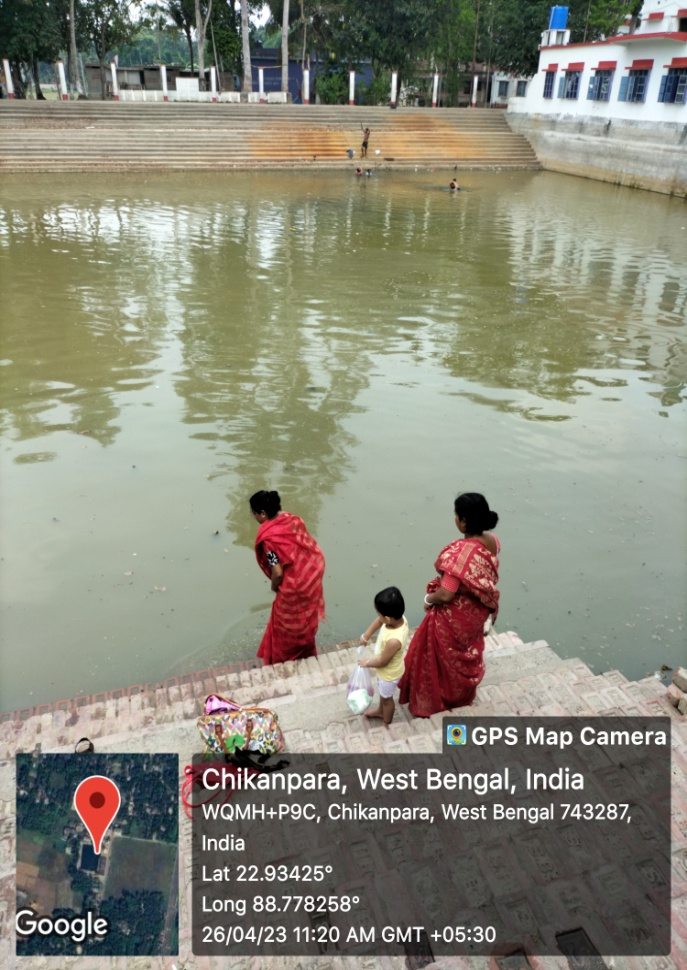 GPS Map Camera
Chikanpara, West Bengal, India
WQMH+P9C, Chikanpara, West Bengal 743287,
India
Lat 22.93425°
Long 88.778258°
26/04/23 11:20 AM GMT +05:30
Google